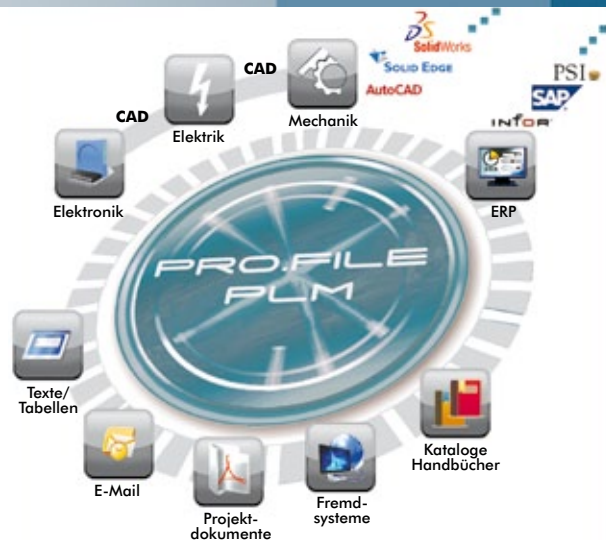 SolidWorks
SOLID EDGE
AutoCAD
PSI
SAP
INFOR
CAD
CAD
Elektronik
Elektrik
Mechanik
ERP
PRO.FILE
PLM
Texte/
Tabellen
E-Mail
Projekt-
dokumente
Fremd-
systeme
Kataloge
Handbücher